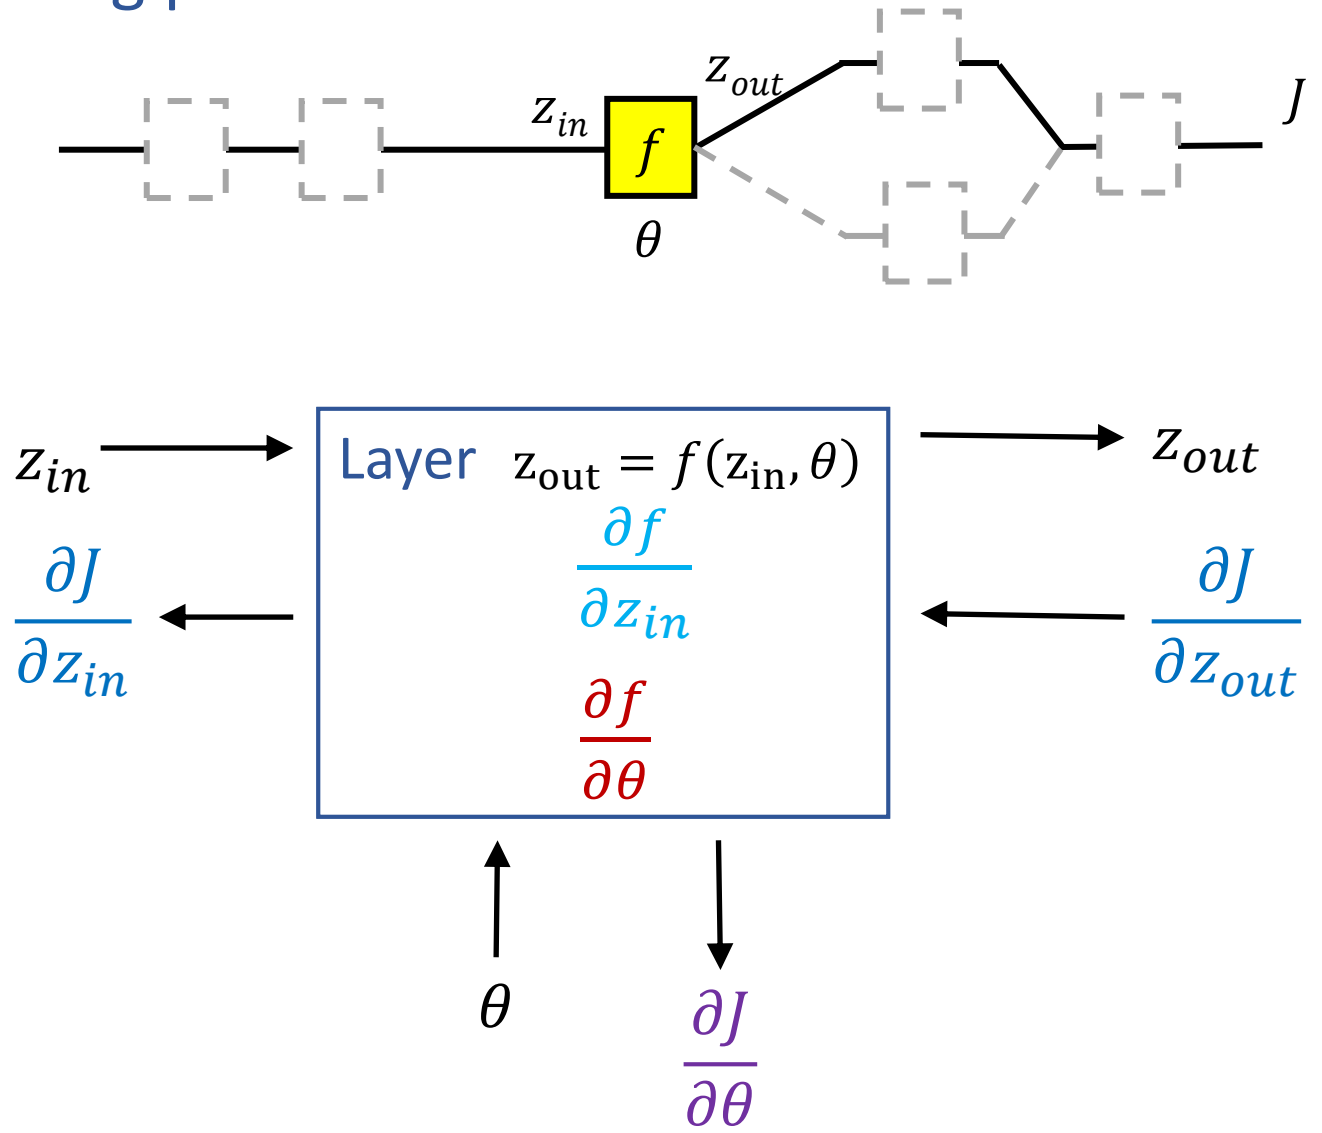 z_out
J
z_in
f
θ
z_in
Layer z_out = f(z_in, θ)
z_out
∂f/∂z_in
∂J/∂z_in
∂J/∂z_out
∂f/∂θ
θ
∂J/∂θ